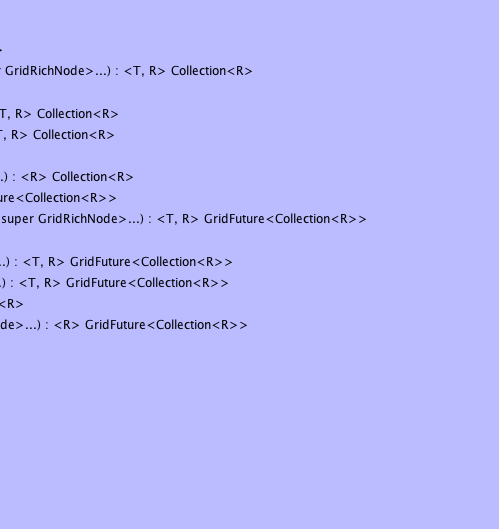 >
GridRichNode>...) : <T, R> Collection<R>
T, R> Collection<R>
T, R> Collection<R>
.) : <R> Collection<R>
ure<Collection<R>>
super GridRichNode>...) : <T, R> GridFuture<Collection<R>>
..) : <T, R> GridFuture<Collection<R>>
.) : <T, R> GridFuture<Collection<R>>
<R>
de>...) : <R> GridFuture<Collection<R>>